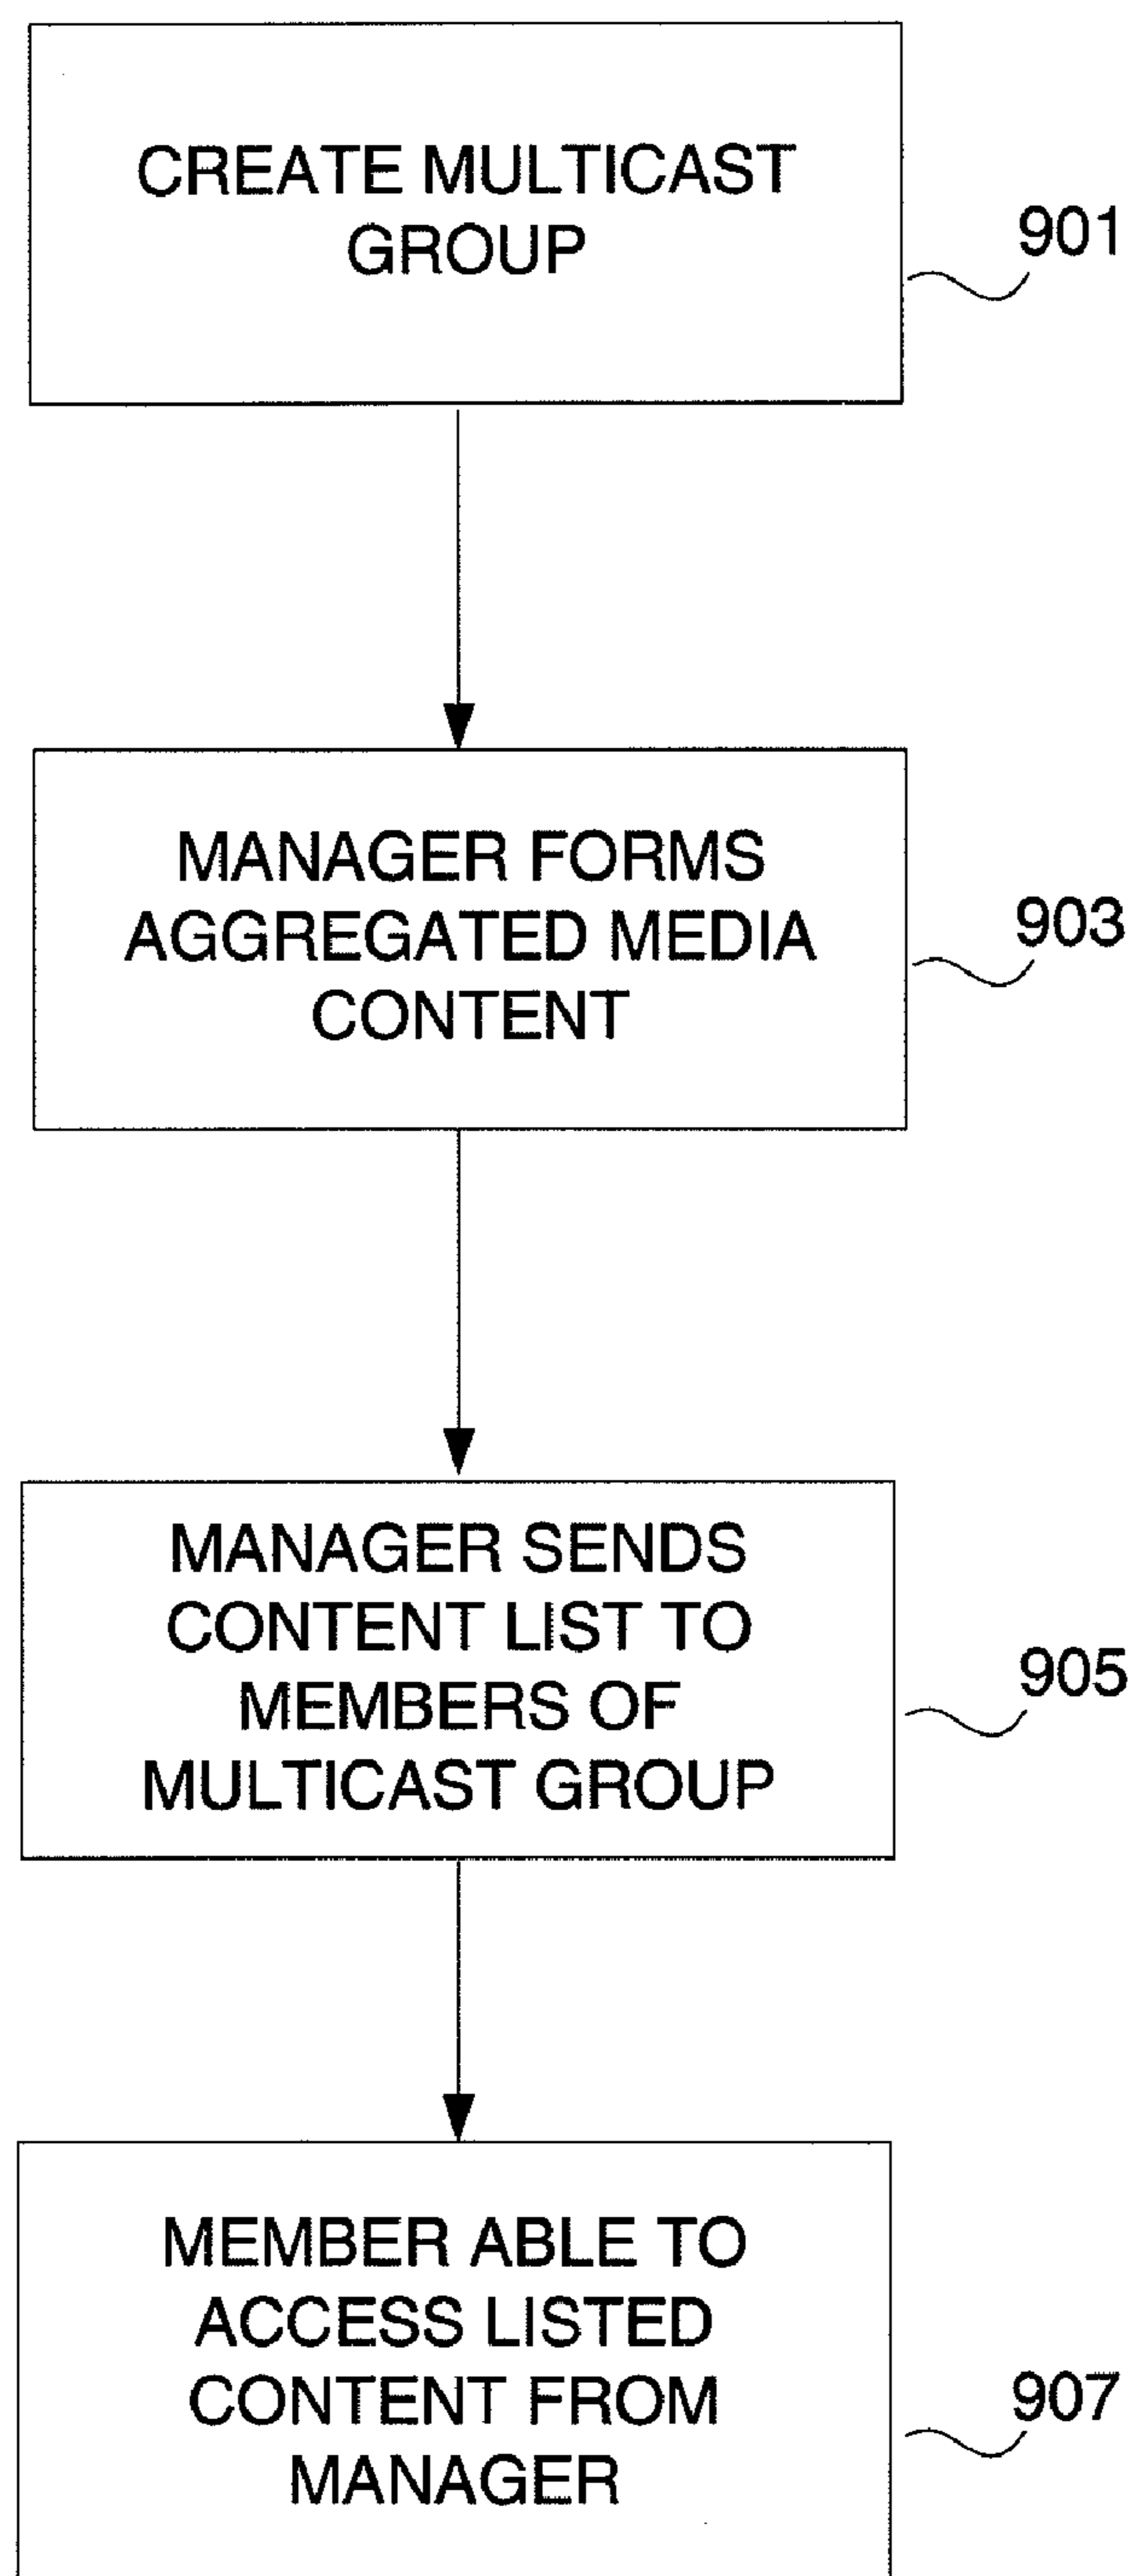 CREATE MULTICAST
GROUP
901
MANAGER FORMS
AGGREGATED MEDIA
CONTENT
903
MANAGER SENDS
CONTENT LIST TO
MEMBERS OF
MULTICAST GROUP
905
MEMBER ABLE TO
ACCESS LISTED
CONTENT FROM
MANAGER
907